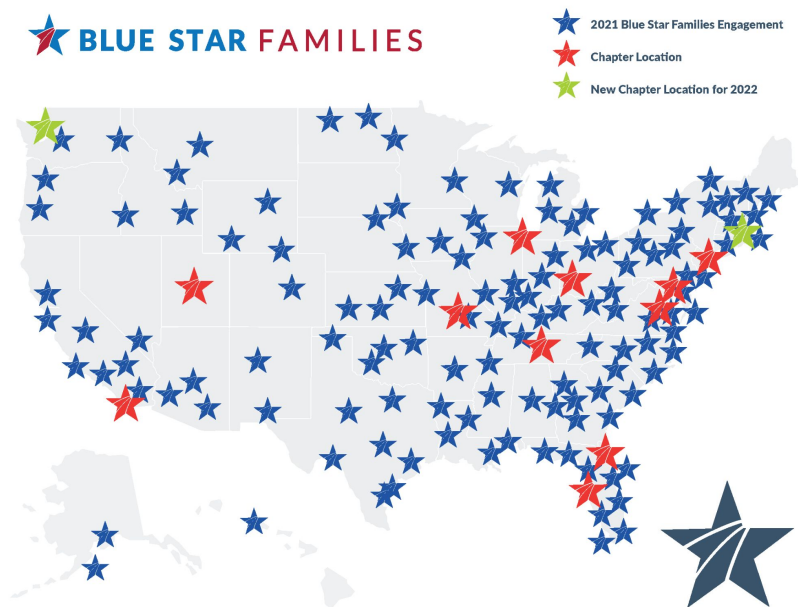 BLUE STAR FAMILIES
2021 Blue Star Families Engagement
Chapter Location
New Chapter Location for 2022